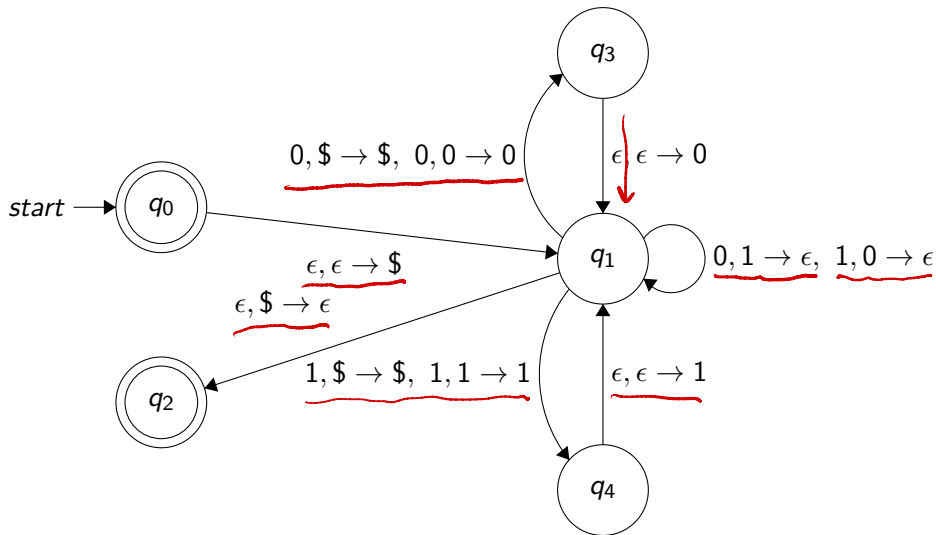 q3
0, $ → $, 0, 0 → 0
ϵ, ϵ → 0
start
q0
q1
0, 1 → ϵ, 1, 0 → ϵ
ϵ, ϵ → $
ϵ, $ → ϵ
1, $ → $, 1, 1 → 1
ϵ, ϵ → 1
q2
q4